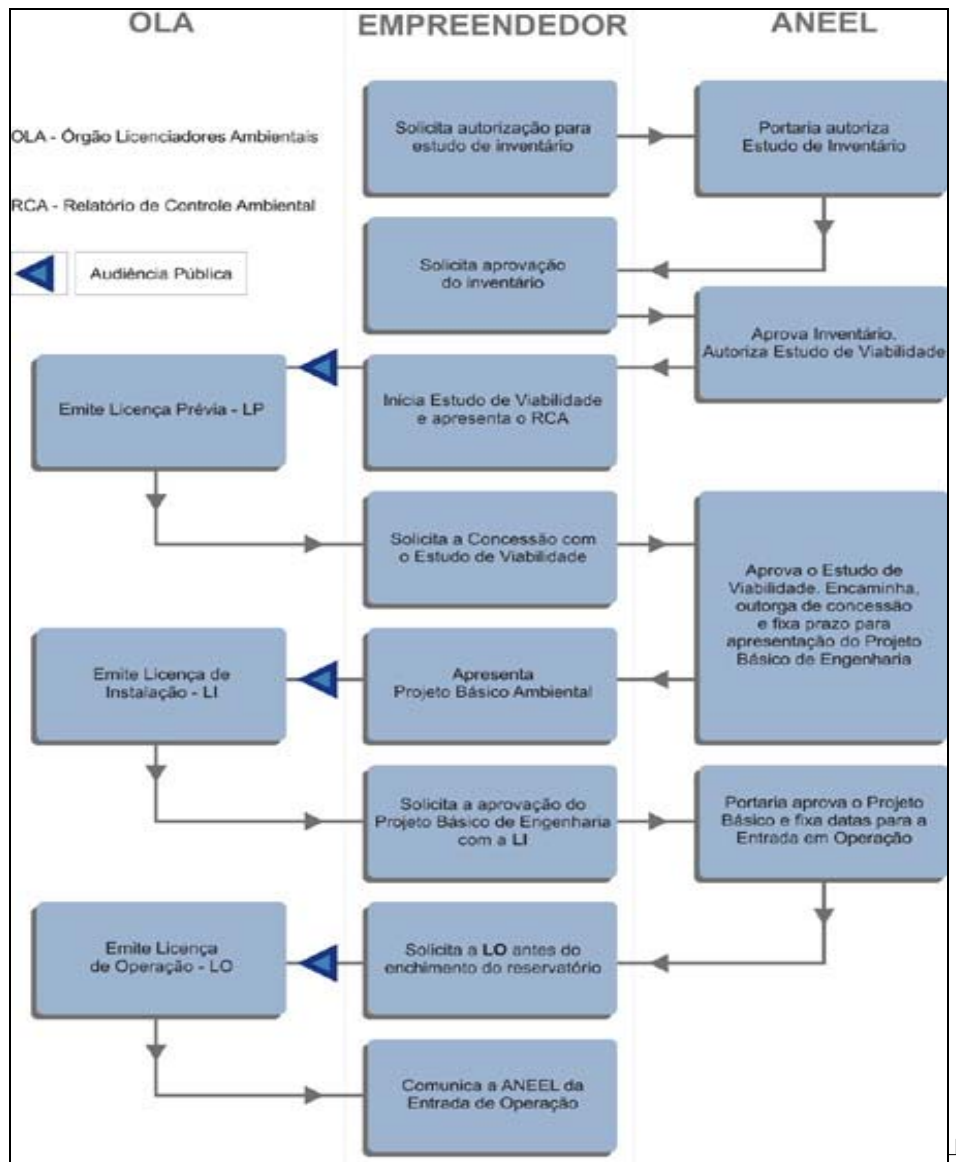 OLA
EMPREENDEDOR
ANEEL
OLA - Órgão Licenciadores Ambientais
RCA - Relatório de Controle Ambiental
Audiência Pública
Solicita autorização para
estudo de inventário
Portaria autoriza
Estudo de Inventário
Solicita aprovação
do inventário
Aprova Inventário.
Autoriza Estudo de Viabilidade
Inicia Estudo de Viabilidade
e apresenta o RCA
Emite Licença Prévia - LP
Solicita a Concessão com
o Estudo de Viabilidade
Aprova o Estudo de
Viabilidade. Encaminha,
outorga de concessão
e fixa prazo para
apresentação do Projeto
Básico de Engenharia
Apresenta
Projeto Básico Ambiental
Emite Licença de
Instalação - LI
Solicita a aprovação do
Projeto Básico de Engenharia
com a LI
Portaria aprova o Projeto
Básico e fixa datas para a
Entrada em Operação
Solicita a LO antes do
enchimento do reservatório
Emite Licença
de Operação - LO
Comunica a ANEEL da
Entrada de Operação